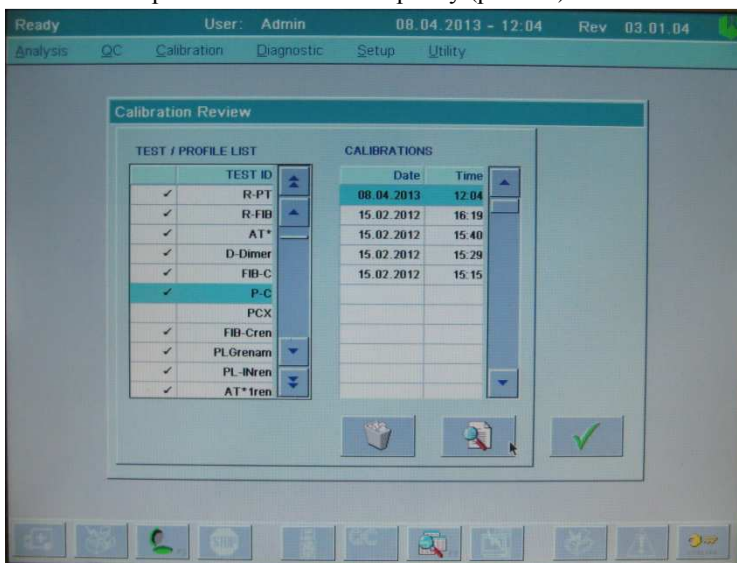 Ready User: Admin 08.04.2013 - 12:04 Rev 03.01.04
Analysis QC Calibration Diagnostic Setup Utility
Calibration Review
TEST / PROFILE LIST CALIBRATIONS
TEST ID Date Time
✓ R-PT 08.04.2013 12:04
✓ R-FIB 15.02.2012 16:19
✓ AT* 15.02.2012 15:40
✓ D-Dimer 15.02.2012 15:29
✓ FIB-C 15.02.2012 15:15
✓ P-C
PCX
✓ FIB-Cren
✓ PLGrenam
✓ PL-INren
✓ AT*1ren
STOP QC